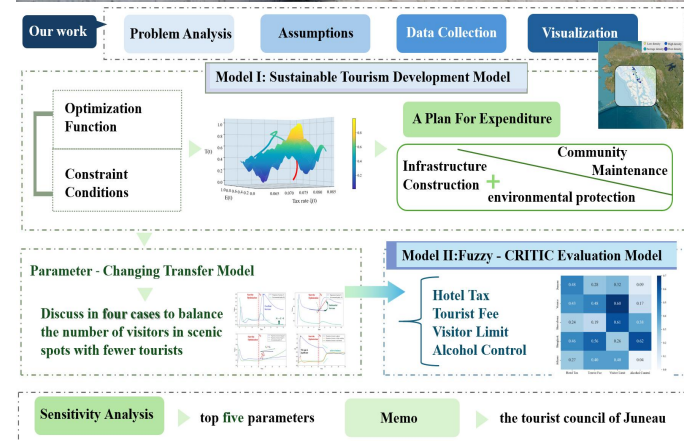 Our work
Problem Analysis
Assumptions
Data Collection
Visualization
Model I: Sustainable Tourism Development Model
Optimization
Function
Constraint
Conditions
Tax rate
A Plan For Expenditure
Infrastructure
Construction
+
Community
Maintenance
environmental protection
Parameter - Changing Transfer Model
Discuss in four cases to balance
the number of visitors in scenic
spots with fewer tourists
Model II:Fuzzy - CRITIC Evaluation Model
Hotel Tax
Tourist Fee
Visitor Limit
Alcohol Control
Sensitivity Analysis
top five parameters
Memo
the tourist council of Juneau